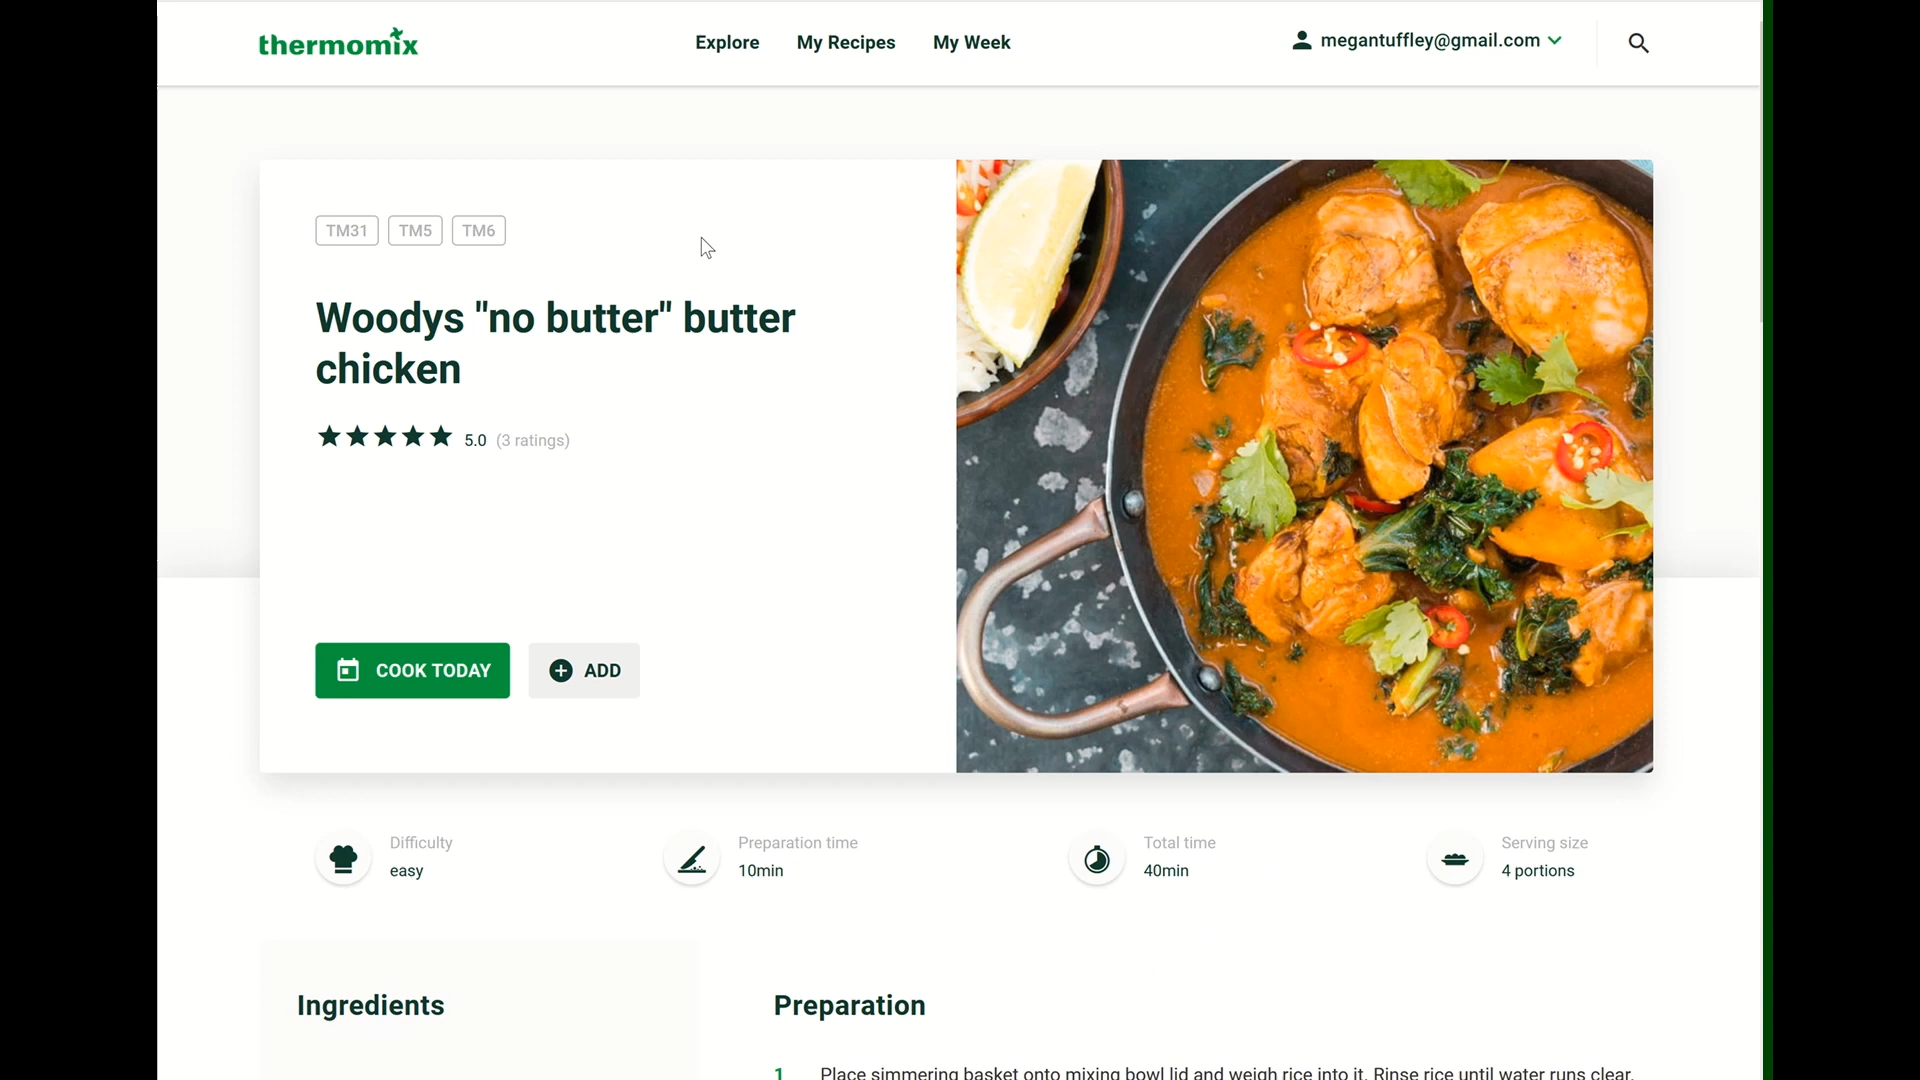 thermomix
Explore
My Recipes
My Week
megantuffley@gmail.com
TM31
TM5
TM6
Woodys "no butter" butter
chicken
5.0 (3 ratings)
COOK TODAY
ADD
Difficulty
easy
Preparation time
10min
Total time
40min
Serving size
4 portions
Ingredients
Preparation
1 Place simmering basket onto mixing bowl lid and weigh rice into it. Rinse rice until water runs clear.